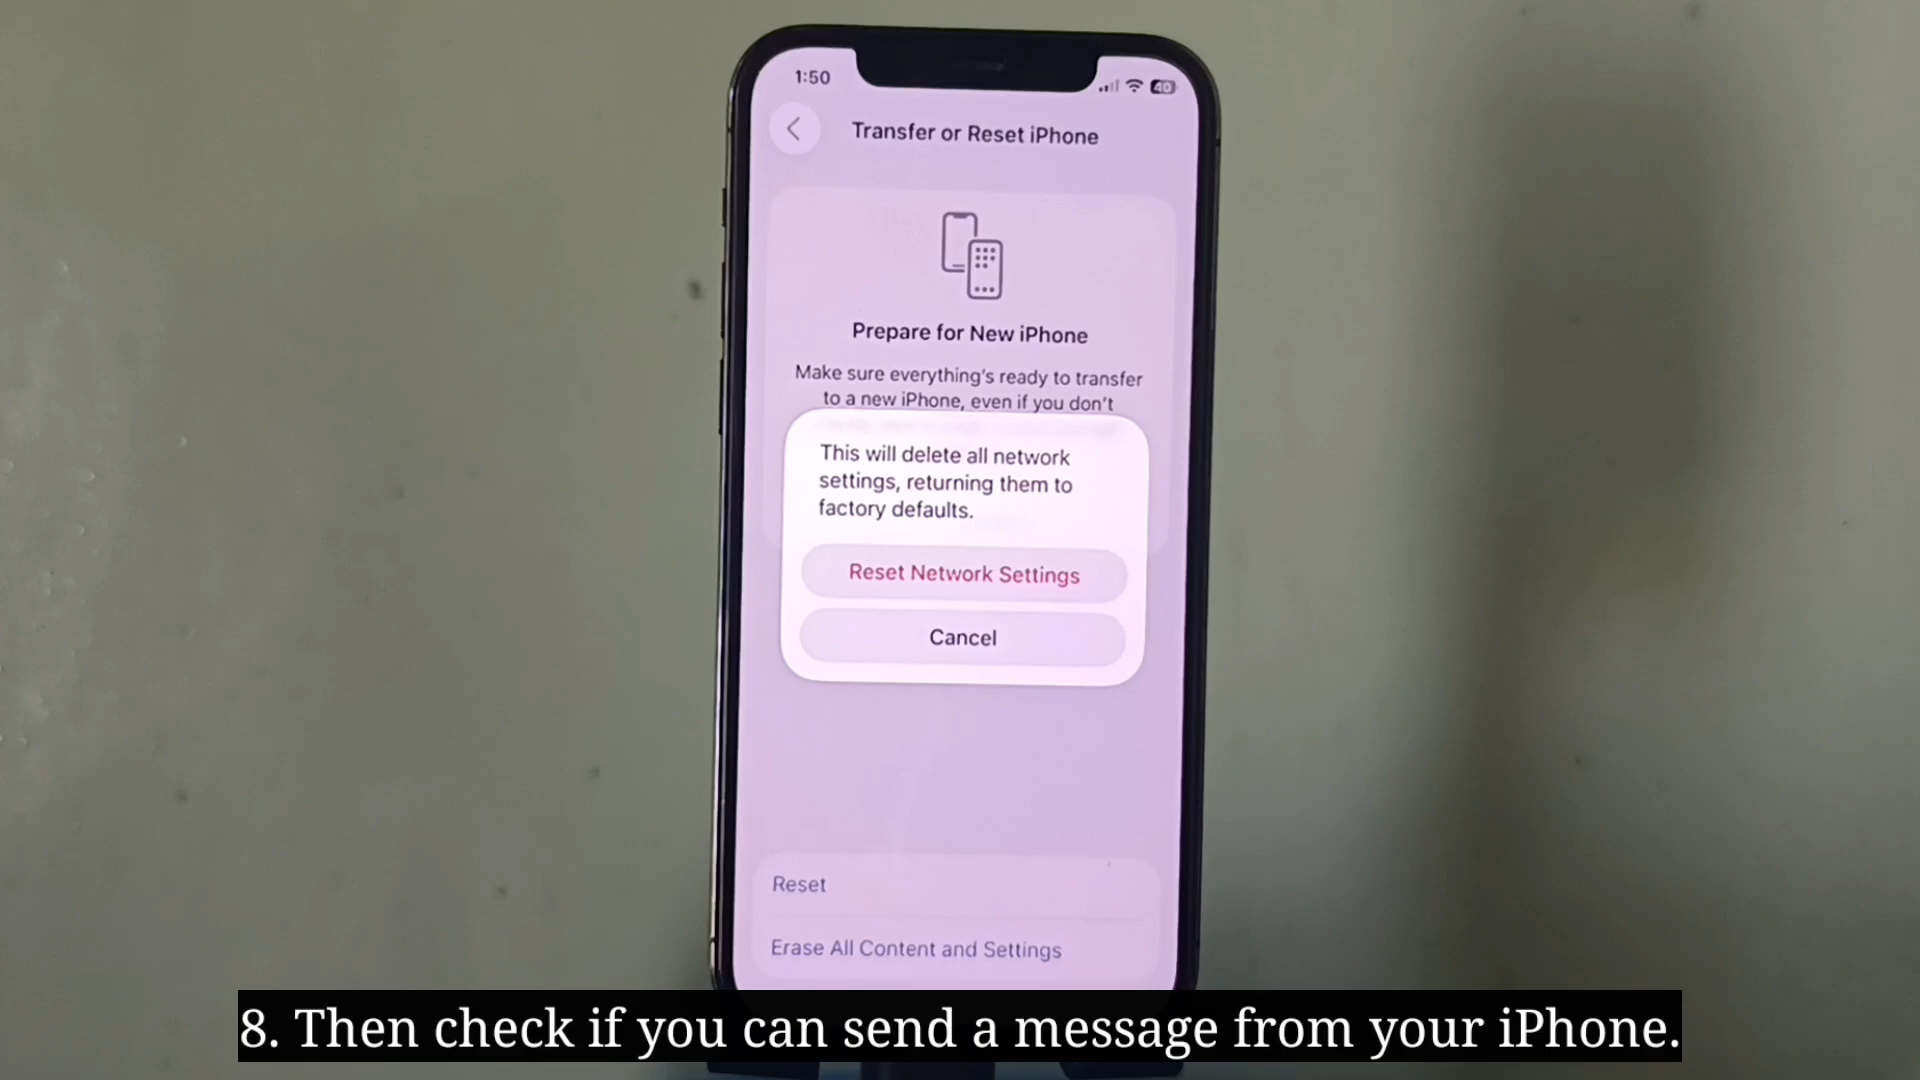 1:50
40
Transfer or Reset iPhone
Prepare for New iPhone
Make sure everything's ready to transfer
to a new iPhone, even if you don't
This will delete all network
settings, returning them to
factory defaults.
Reset Network Settings
Cancel
Reset
Erase All Content and Settings
8. Then check if you can send a message from your iPhone.